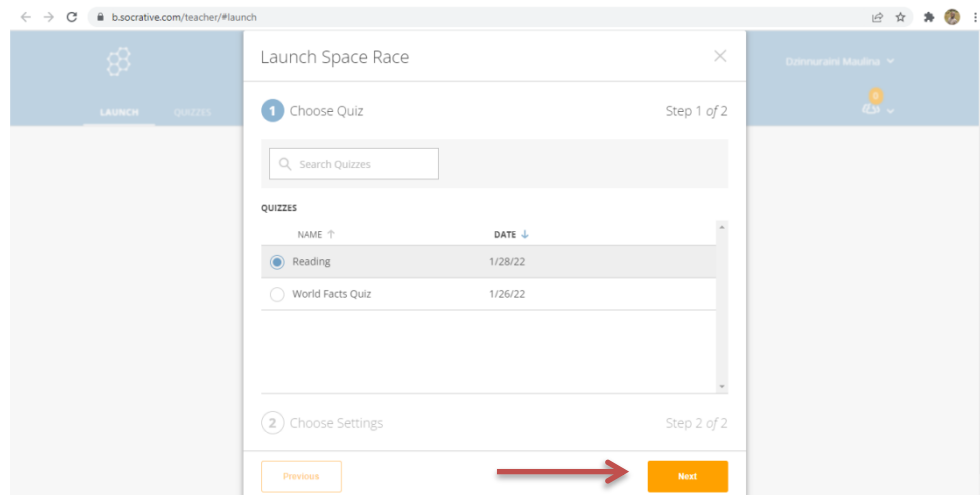 b.socrative.com/teacher/#launch
Launch Space Race
Dzinnuraini Maulina
0
LAUNCH QUIZZES
1 Choose Quiz Step 1 of 2
Search Quizzes
QUIZZES
NAME ↑ DATE ↓
Reading 1/28/22
World Facts Quiz 1/26/22
2 Choose Settings Step 2 of 2
Previous Next